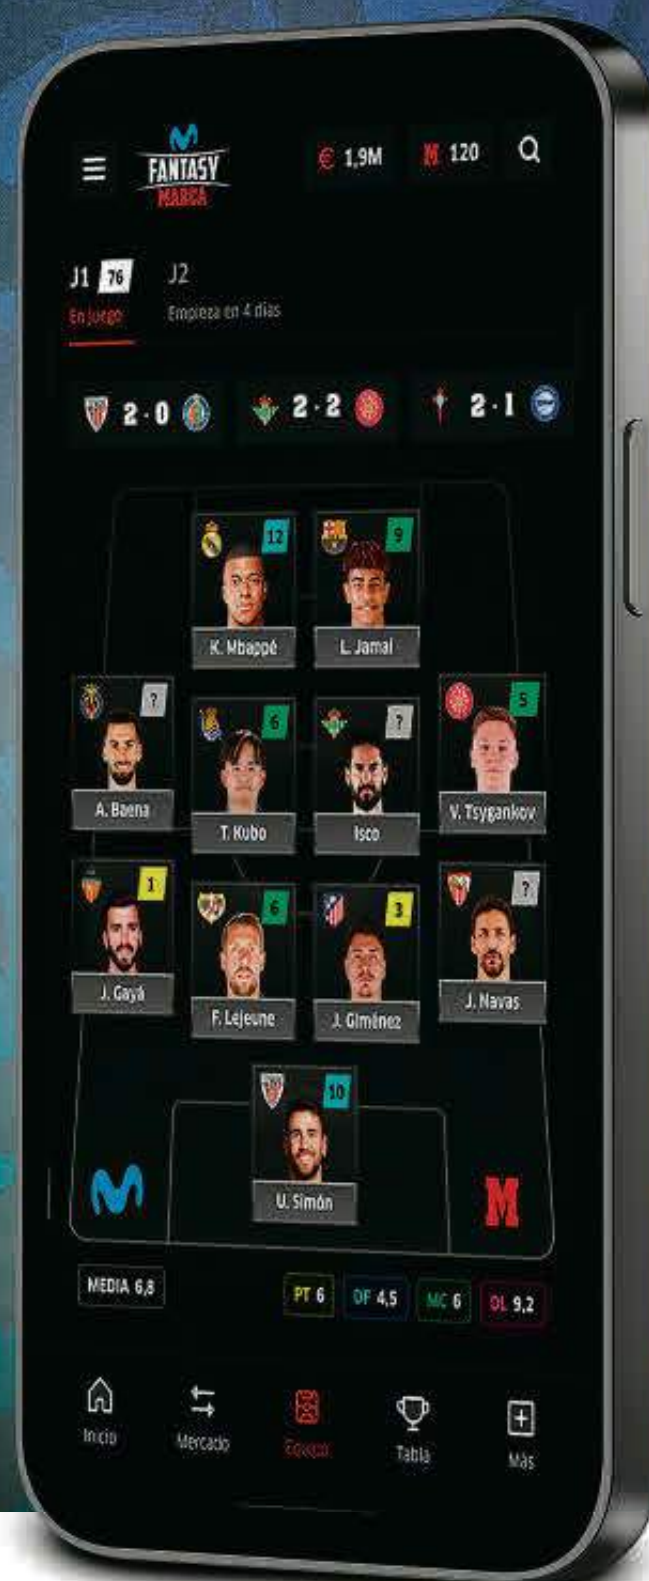 FANTASY
MARCA
€ 1,9M
M 120
J1 76
J2
En juego
Empieza en 4 días
2-0
2-2
2-1
12
9
K. Mbappé
L. Jamal
?
6
?
5
A. Baena
T. Kubo
Isco
V. Tsygankov
1
6
3
?
J. Gayá
F. Lejeune
J. Giménez
J. Navas
10
U. Simón
M
MEDIA 6,8
PT 6
DF 4,5
MC 6
DL 9,2
Inicio
Mercado
Equipo
Tabla
Más